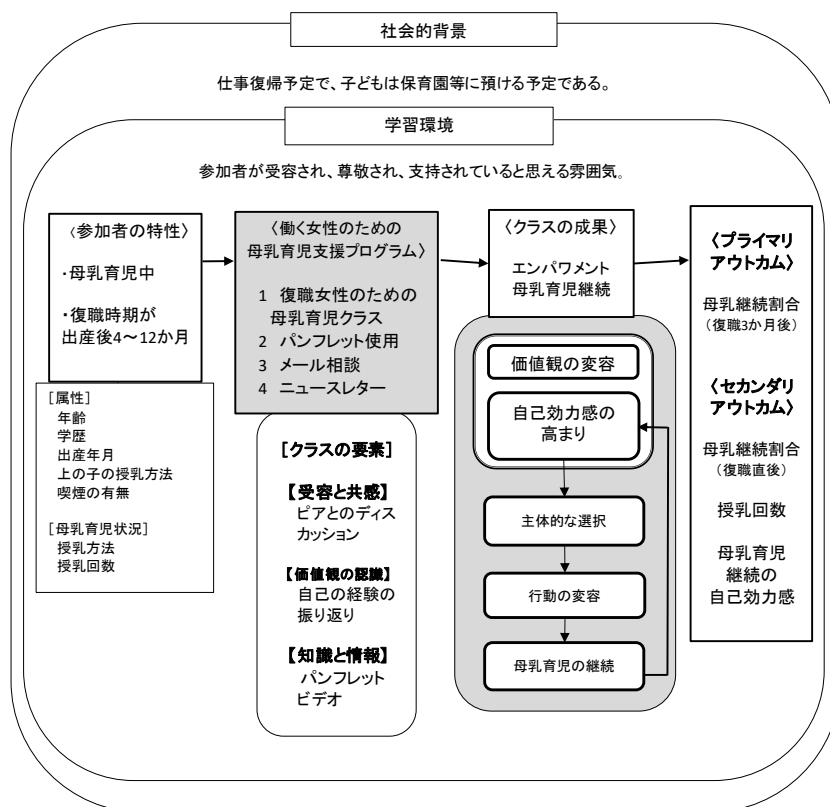 社会的背景
仕事復帰予定で、子どもは保育園等に預ける予定である。
学習環境
参加者が受容され、尊敬され、支持されていると思える雰囲気。
〈参加者の特性〉
・母乳育児中
・復職時期が
出産後4～12か月
[属性]
年齢
学歴
出産年月
上の子の授乳方法
喫煙の有無
[母乳育児状況]
授乳方法
授乳回数
〈働く女性のための
母乳育児支援プログラム〉
1 復職女性のための
母乳育児クラス
2 パンフレット使用
3 メール相談
4 ニュースレター
[クラスの要素]
【受容と共感】
ピアとのディス
カッション
【価値観の認識】
自己の経験の
振り返り
【知識と情報】
パンフレット
ビデオ
〈クラスの成果〉
エンパワメント
母乳育児継続
価値観の変容
自己効力感の
高まり
主体的な選択
行動の変容
母乳育児の継続
〈プライマリ
アウトカム〉
母乳継続割合
（復職3か月後）
〈セカンダリ
アウトカム〉
母乳継続割合
（復職直後）
授乳回数
母乳育児
継続の
自己効力感